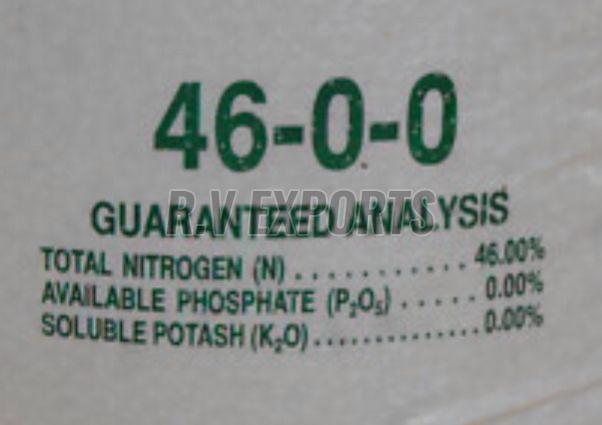 46-0-0
R.V EXPORTS
GUARANTEED ANALYSIS
TOTAL NITROGEN (N) . . . . . . . . . . . . 46.00%
AVAILABLE PHOSPHATE (P₂O₅) . . . . . 0.00%
SOLUBLE POTASH (K₂O) . . . . . . . . . . . . . . 0.00%